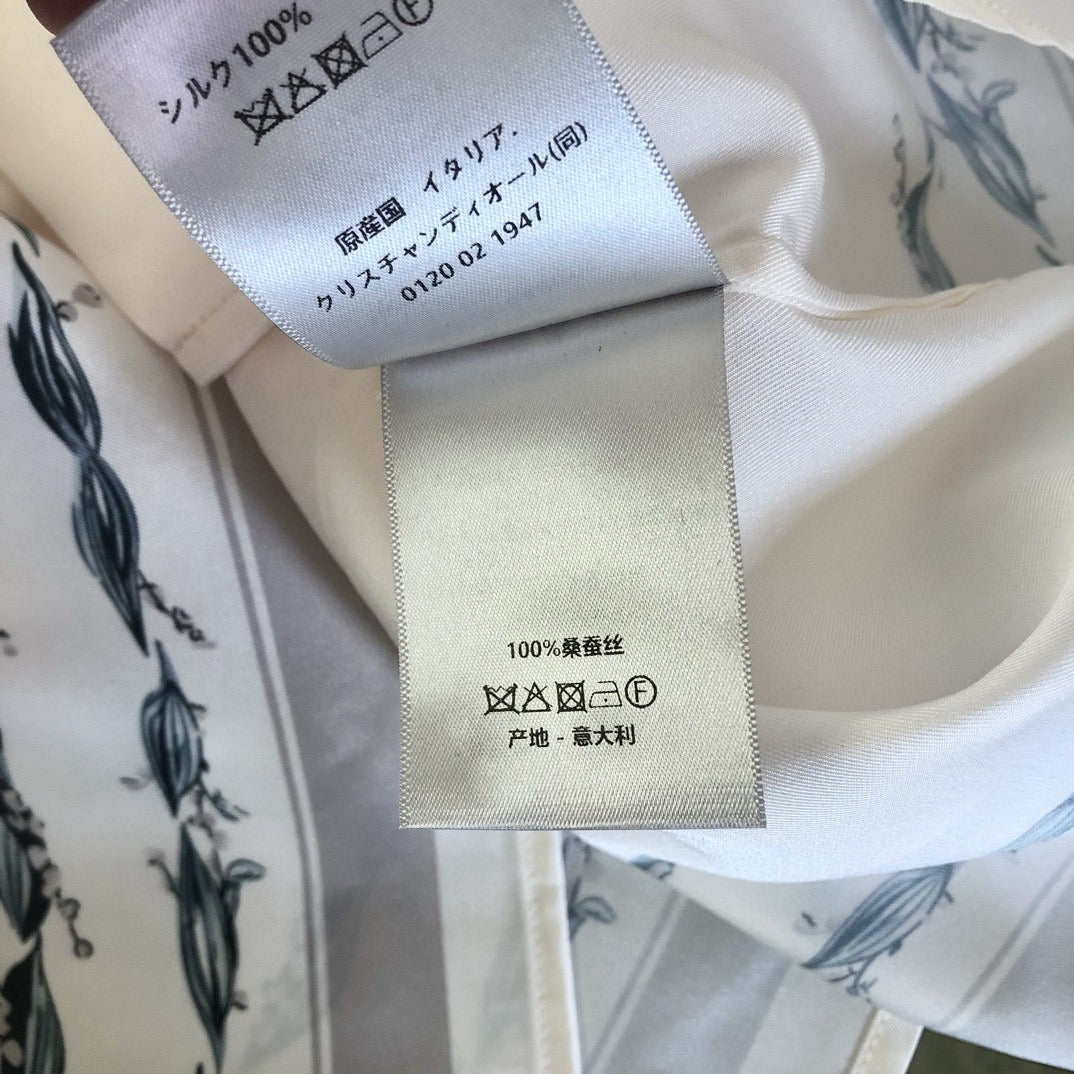 シルク100%
F
原産国 イタリア.
クリスチャンディオール(同)
0120 02 1947
100%桑蚕丝
F
产地 - 意大利